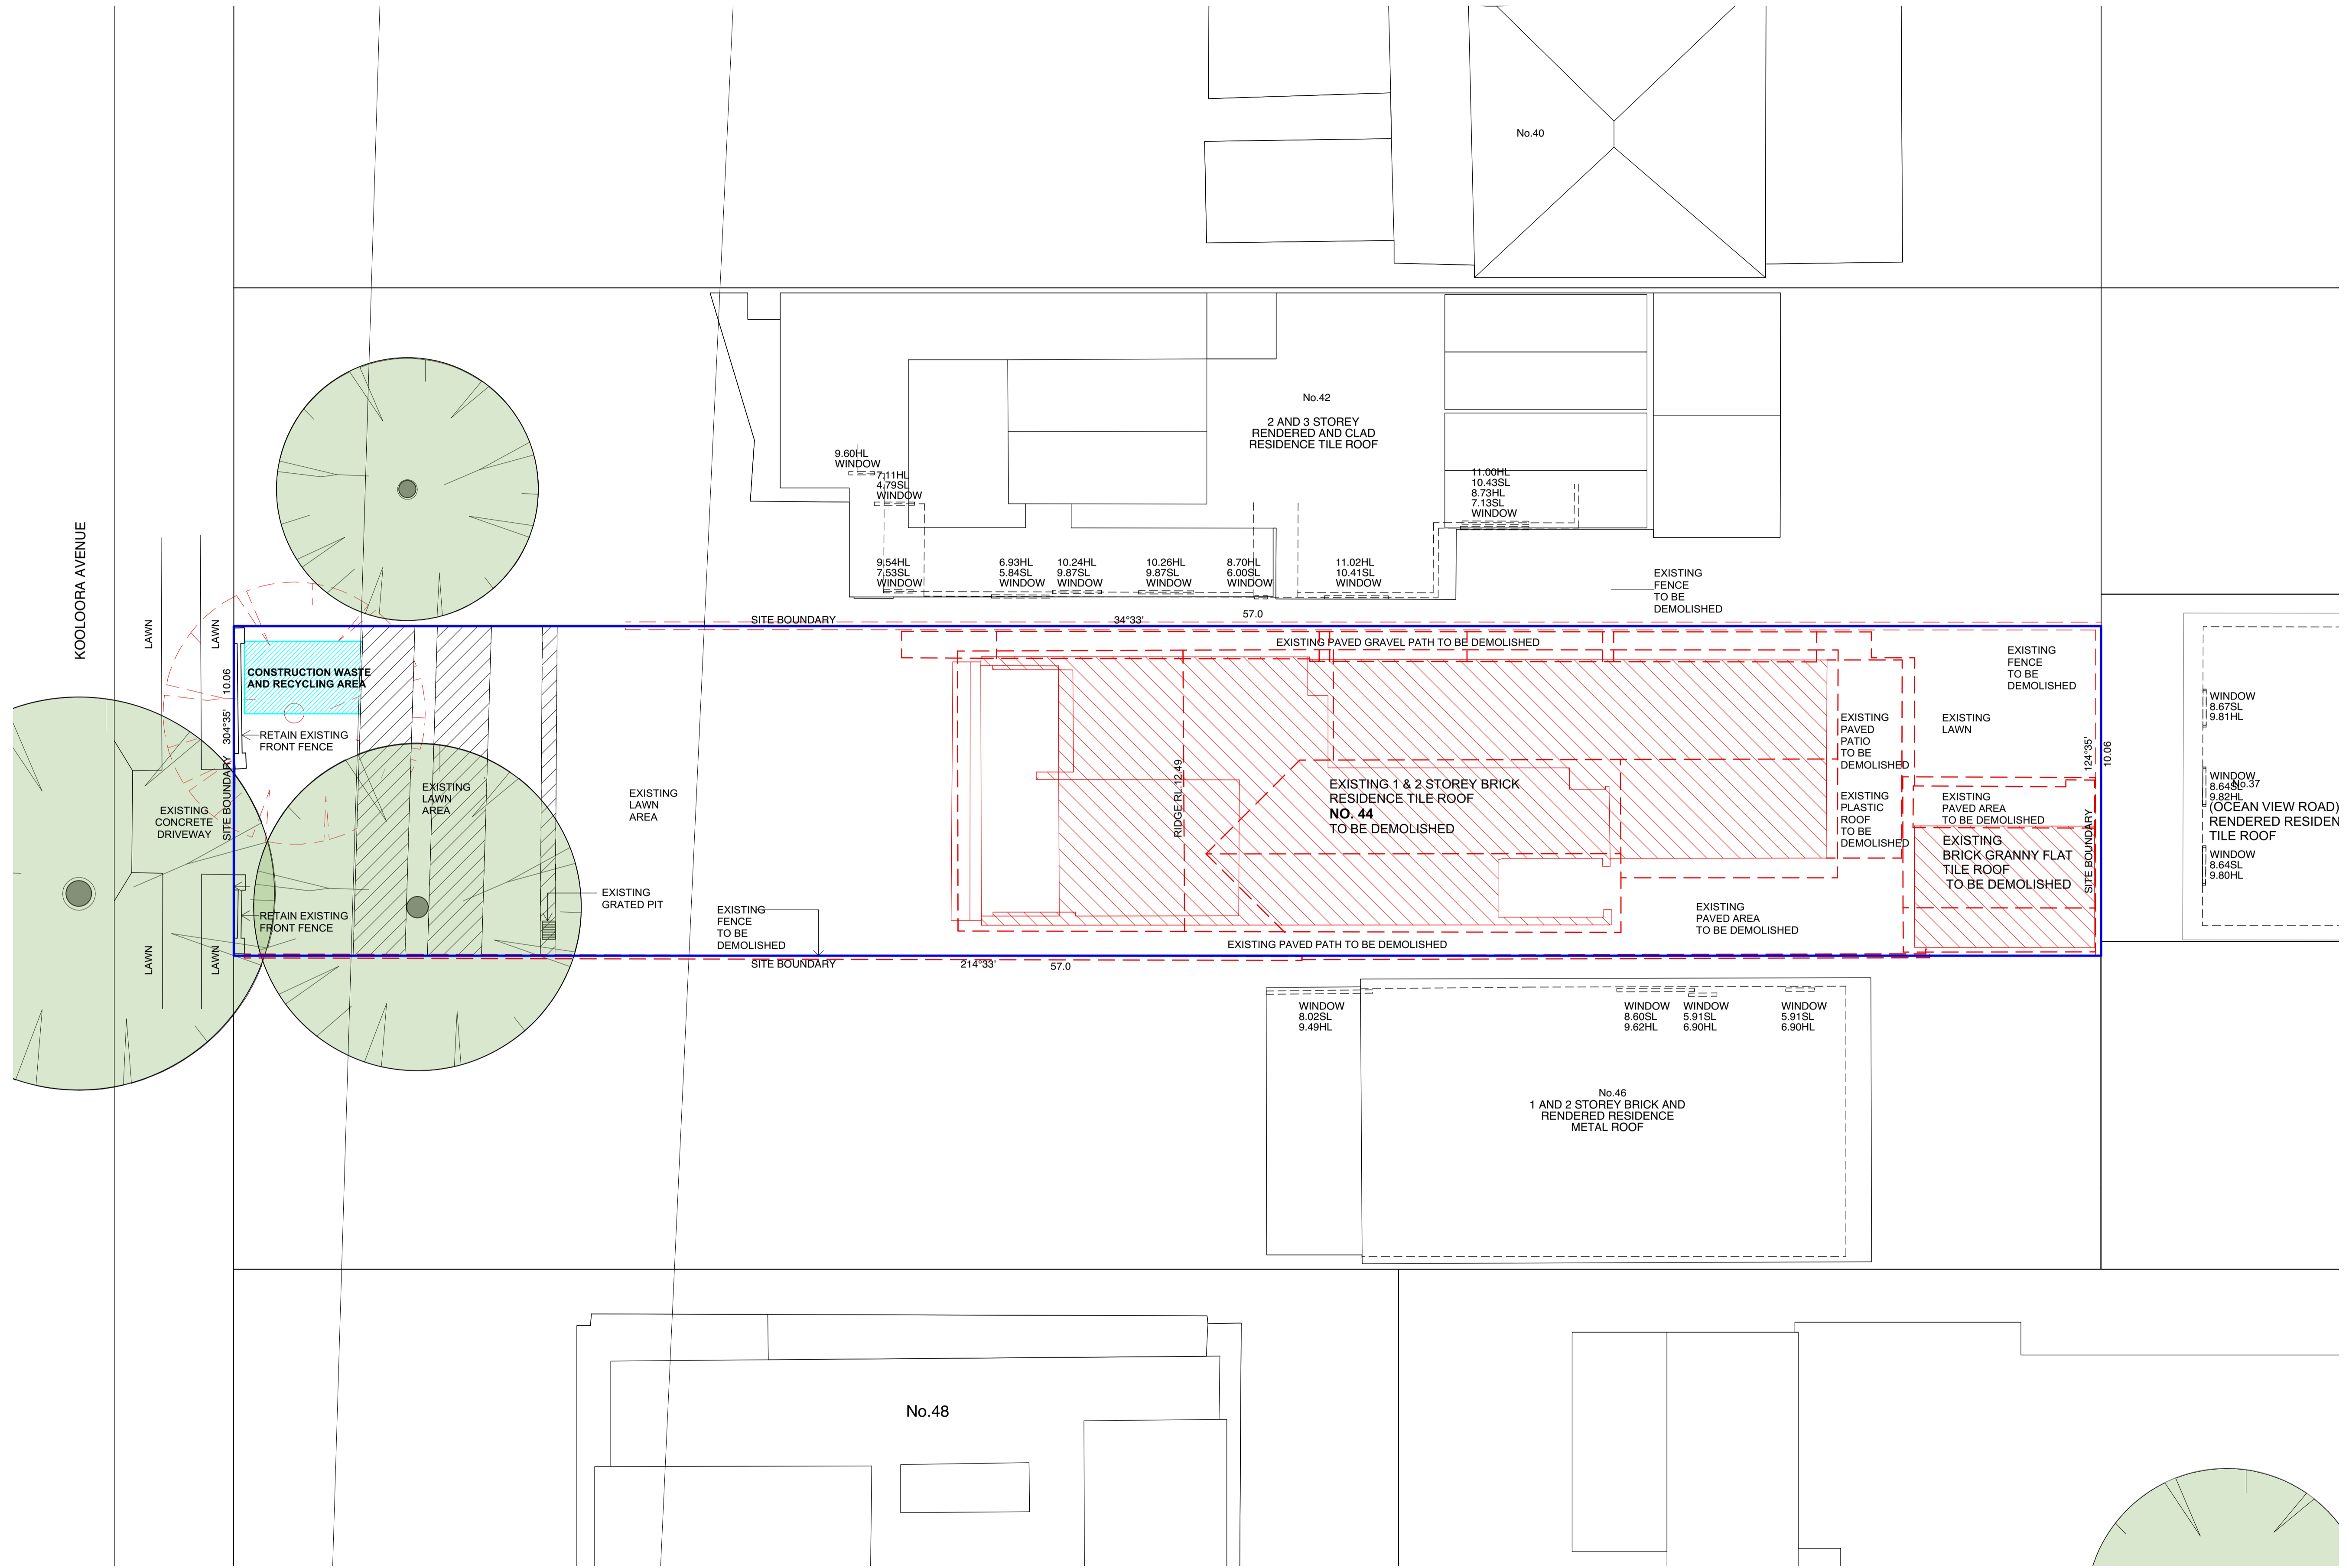 No.40
No.42
2 AND 3 STOREY
RENDERED AND CLAD
RESIDENCE TILE ROOF
9.60HL
WINDOW
7.11HL
4.79SL
WINDOW
11.00HL
10.43SL
8.73HL
7.13SL
WINDOW
9.54HL
7.53SL
WINDOW
6.93HL
5.84SL
WINDOW
10.24HL
9.87SL
WINDOW
10.26HL
9.87SL
WINDOW
8.70HL
6.00SL
WINDOW
11.02HL
10.41SL
WINDOW
EXISTING
FENCE
TO BE
DEMOLISHED
KOOLOORA AVENUE
LAWN
LAWN
SITE BOUNDARY
34°33'
57.0
EXISTING PAVED GRAVEL PATH TO BE DEMOLISHED
EXISTING
FENCE
TO BE
DEMOLISHED
CONSTRUCTION WASTE
AND RECYCLING AREA
SITE BOUNDARY 304°35' 10.06
RETAIN EXISTING
FRONT FENCE
EXISTING
CONCRETE
DRIVEWAY
EXISTING
LAWN
AREA
EXISTING
LAWN
AREA
RIDGE RL.12.49
EXISTING 1 & 2 STOREY BRICK
RESIDENCE TILE ROOF
NO. 44
TO BE DEMOLISHED
EXISTING
PAVED
PATIO
TO BE
DEMOLISHED
EXISTING
LAWN
EXISTING
PLASTIC
ROOF
TO BE
DEMOLISHED
EXISTING
PAVED AREA
TO BE DEMOLISHED
EXISTING
BRICK GRANNY FLAT
TILE ROOF
TO BE DEMOLISHED
SITE BOUNDARY
124°35'
10.06
WINDOW
8.67SL
9.81HL
WINDOW
8.64SL
9.82HL
No.37
(OCEAN VIEW ROAD)
RENDERED RESIDEN
TILE ROOF
WINDOW
8.64SL
9.80HL
RETAIN EXISTING
FRONT FENCE
EXISTING
GRATED PIT
EXISTING
FENCE
TO BE
DEMOLISHED
EXISTING
PAVED AREA
TO BE DEMOLISHED
EXISTING PAVED PATH TO BE DEMOLISHED
LAWN
LAWN
SITE BOUNDARY
214°33'
57.0
WINDOW
8.02SL
9.49HL
WINDOW
8.60SL
9.62HL
WINDOW
5.91SL
6.90HL
WINDOW
5.91SL
6.90HL
No.46
1 AND 2 STOREY BRICK AND
RENDERED RESIDENCE
METAL ROOF
No.48